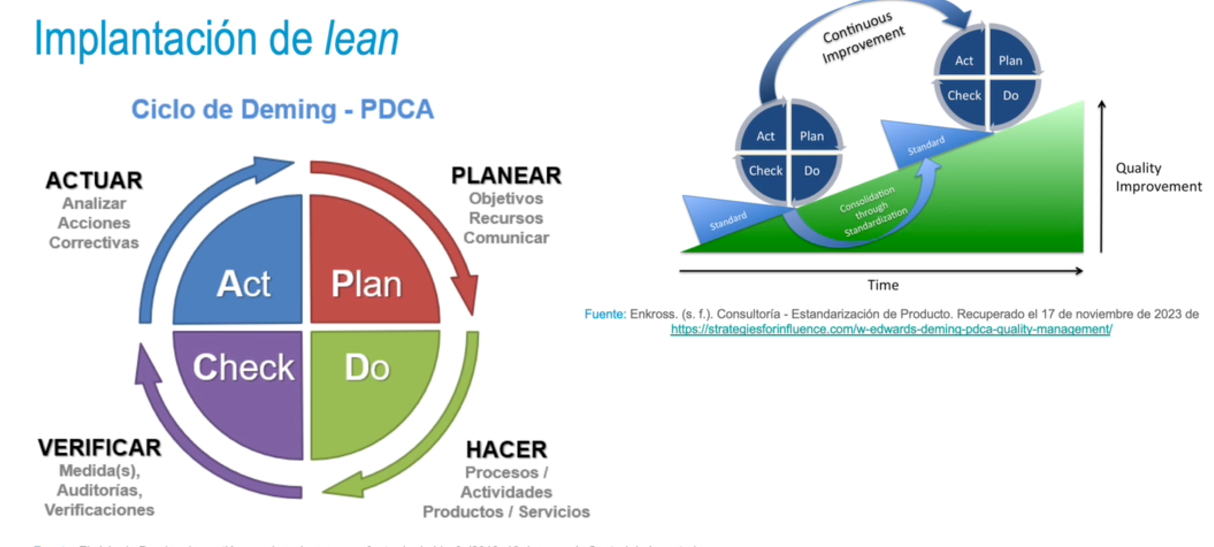 Implantación de lean
Ciclo de Deming - PDCA
ACTUAR
Analizar
Acciones
Correctivas
PLANEAR
Objetivos
Recursos
Comunicar
Act
Plan
Check
Do
VERIFICAR
Medida(s),
Auditorías,
Verificaciones
HACER
Procesos /
Actividades
Productos / Servicios
Continuous
Improvement
Act
Plan
Check
Do
Act
Plan
Check
Do
Standard
Standard
Consolidation
through
Standardization
Quality
Improvement
Time
Fuente: Enkross. (s. f.). Consultoría - Estandarización de Producto. Recuperado el 17 de noviembre de 2023 de
https://strategiesforinfluence.com/w-edwards-deming-pdca-quality-management/